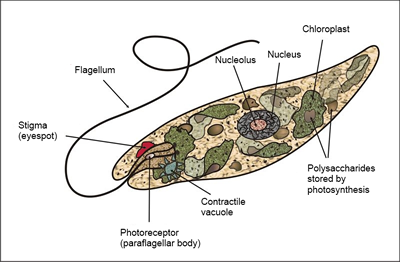 Chloroplast
Nucleus
Nucleolus
Flagellum
Stigma
(eyespot)
Polysaccharides
stored by
photosynthesis
Contractile
vacuole
Photoreceptor
(paraflagellar body)